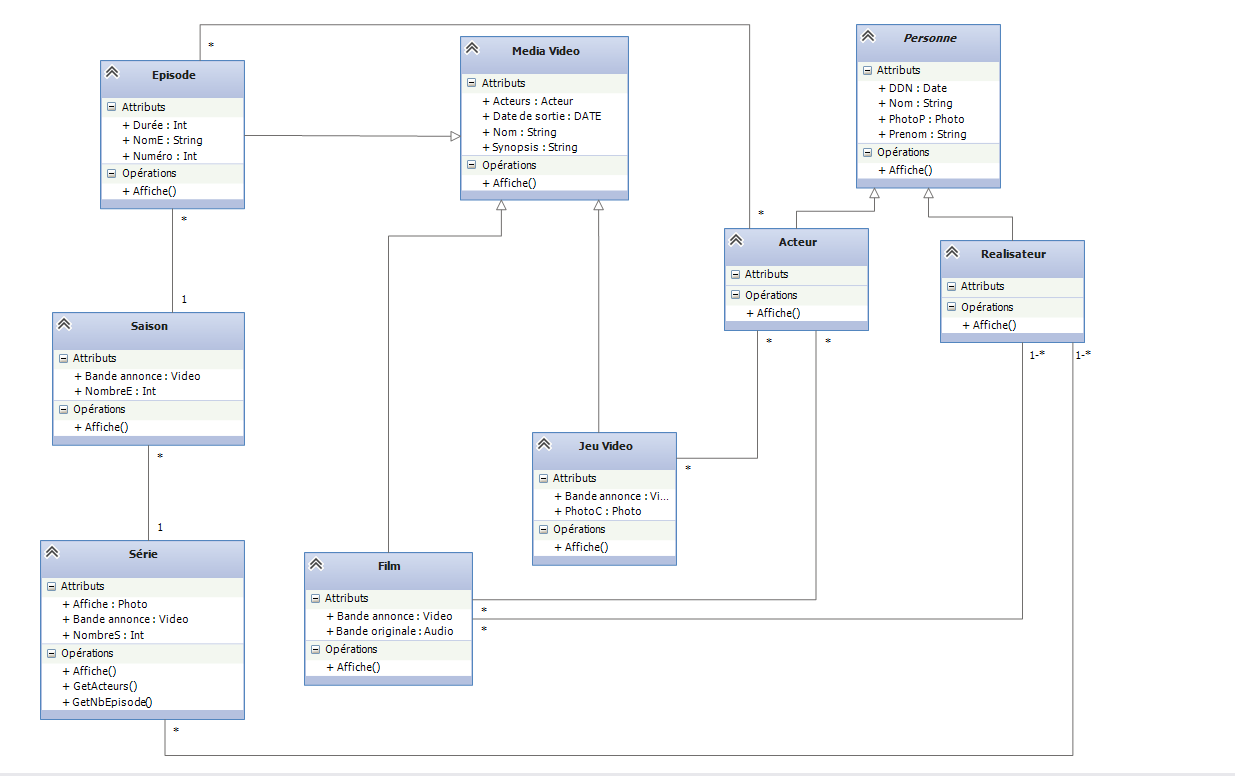 *
Episode
Attributs
+ Durée : Int
+ NomE : String
+ Numéro : Int
Opérations
+ Affiche()
*
1
Media Video
Attributs
+ Acteurs : Acteur
+ Date de sortie : DATE
+ Nom : String
+ Synopsis : String
Opérations
+ Affiche()
Personne
Attributs
+ DDN : Date
+ Nom : String
+ PhotoP : Photo
+ Prenom : String
Opérations
+ Affiche()
*
Acteur
Attributs
Opérations
+ Affiche()
*
*
Realisateur
Attributs
Opérations
+ Affiche()
1-*
1-*
Saison
Attributs
+ Bande annonce : Video
+ NombreE : Int
Opérations
+ Affiche()
*
1
Jeu Video
Attributs
+ Bande annonce : Vi...
+ PhotoC : Photo
Opérations
+ Affiche()
*
Série
Attributs
+ Affiche : Photo
+ Bande annonce : Video
+ NombreS : Int
Opérations
+ Affiche()
+ GetActeurs()
+ GetNbEpisode()
*
Film
Attributs
+ Bande annonce : Video
+ Bande originale : Audio
Opérations
+ Affiche()
*
*